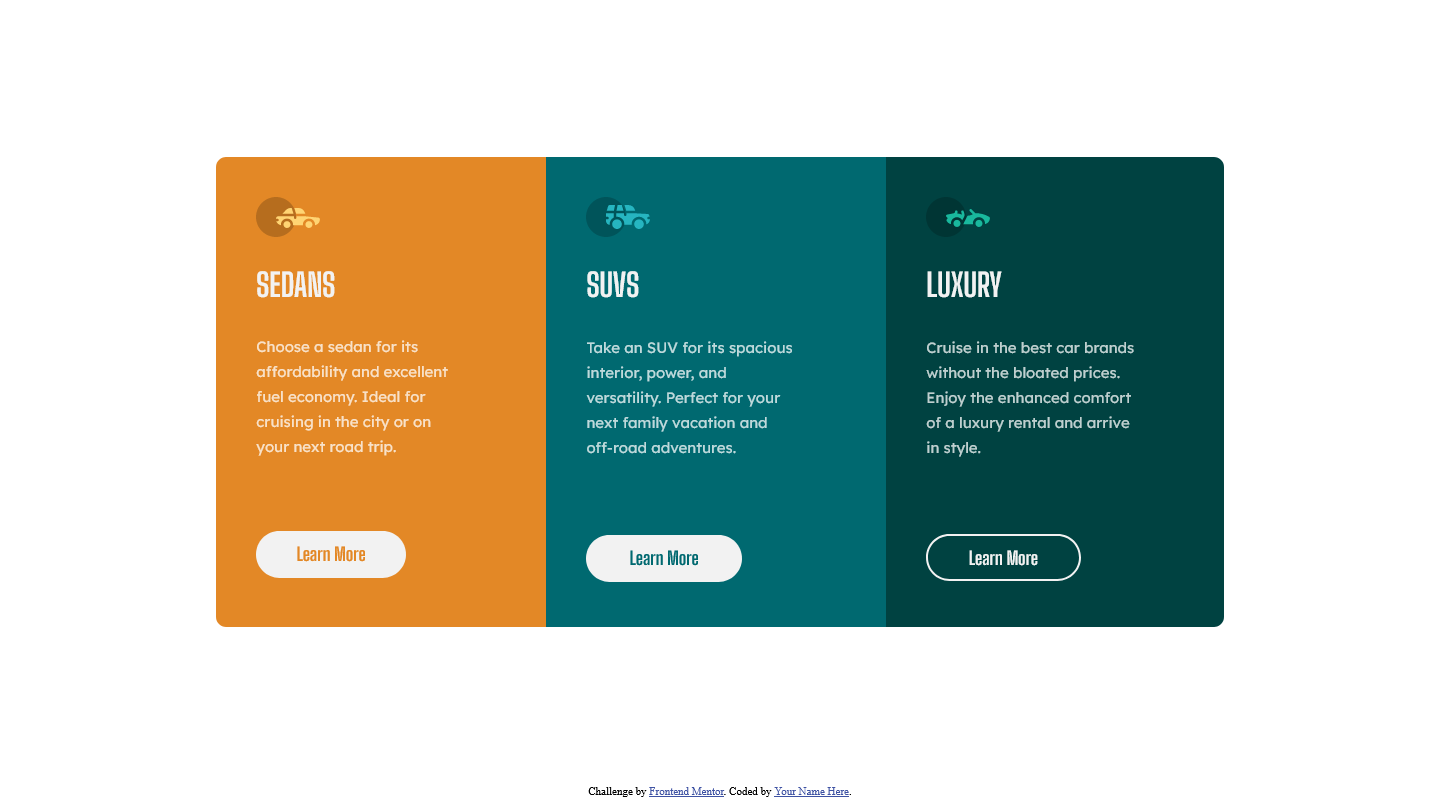 SEDANS
Choose a sedan for its
affordability and excellent
fuel economy. Ideal for
cruising in the city or on
your next road trip.
Learn More
SUVS
Take an SUV for its spacious
interior, power, and
versatility. Perfect for your
next family vacation and
off-road adventures.
Learn More
LUXURY
Cruise in the best car brands
without the bloated prices.
Enjoy the enhanced comfort
of a luxury rental and arrive
in style.
Learn More
Challenge by Frontend Mentor. Coded by Your Name Here.